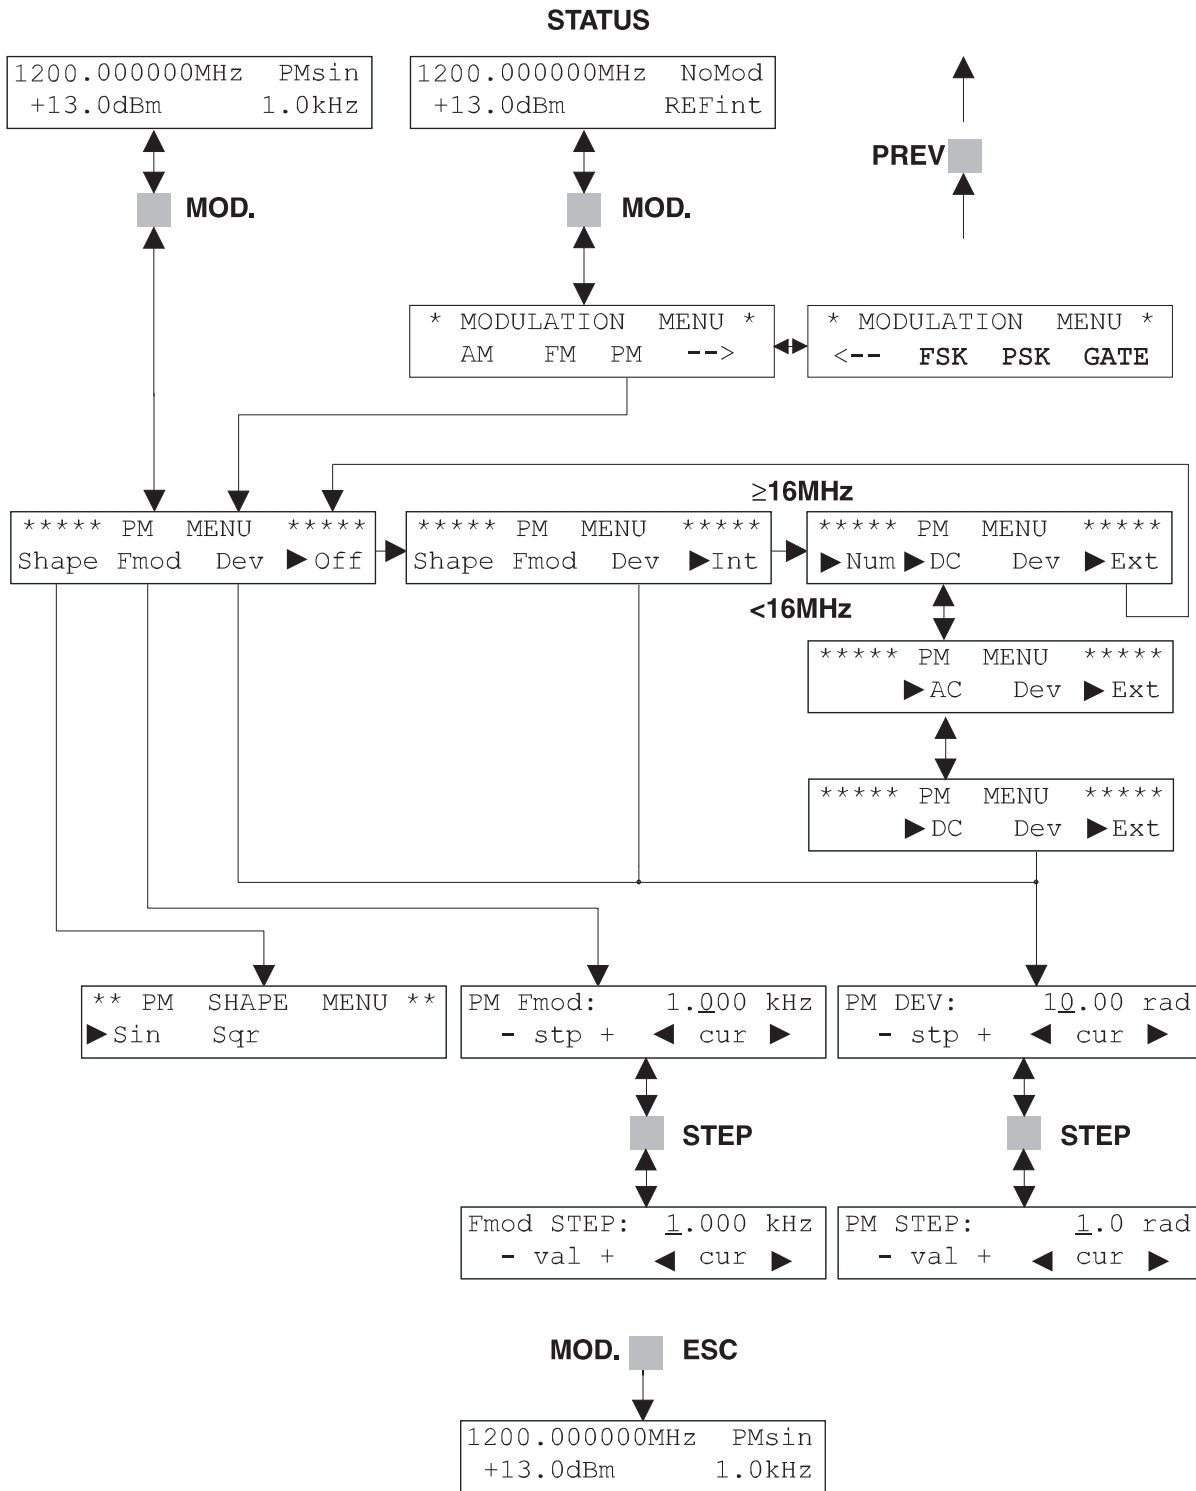 STATUS
1200.000000MHz PMsin
+13.0dBm 1.0kHz
1200.000000MHz NoMod
+13.0dBm REFint
PREV
MOD.
MOD.
* MODULATION MENU *
AM FM PM -->
* MODULATION MENU *
<-- FSK PSK GATE
≥16MHz
***** PM MENU *****
Shape Fmod Dev ▶Off
***** PM MENU *****
Shape Fmod Dev ▶Int
***** PM MENU *****
▶Num ▶DC Dev ▶Ext
<16MHz
***** PM MENU *****
▶AC Dev ▶Ext
***** PM MENU *****
▶DC Dev ▶Ext
** PM SHAPE MENU **
▶Sin Sqr
PM Fmod: 1.000 kHz
- stp + ◀ cur ▶
PM DEV: 10.00 rad
- stp + ◀ cur ▶
STEP
STEP
Fmod STEP: 1.000 kHz
- val + ◀ cur ▶
PM STEP: 1.0 rad
- val + ◀ cur ▶
MOD. ESC
1200.000000MHz PMsin
+13.0dBm 1.0kHz